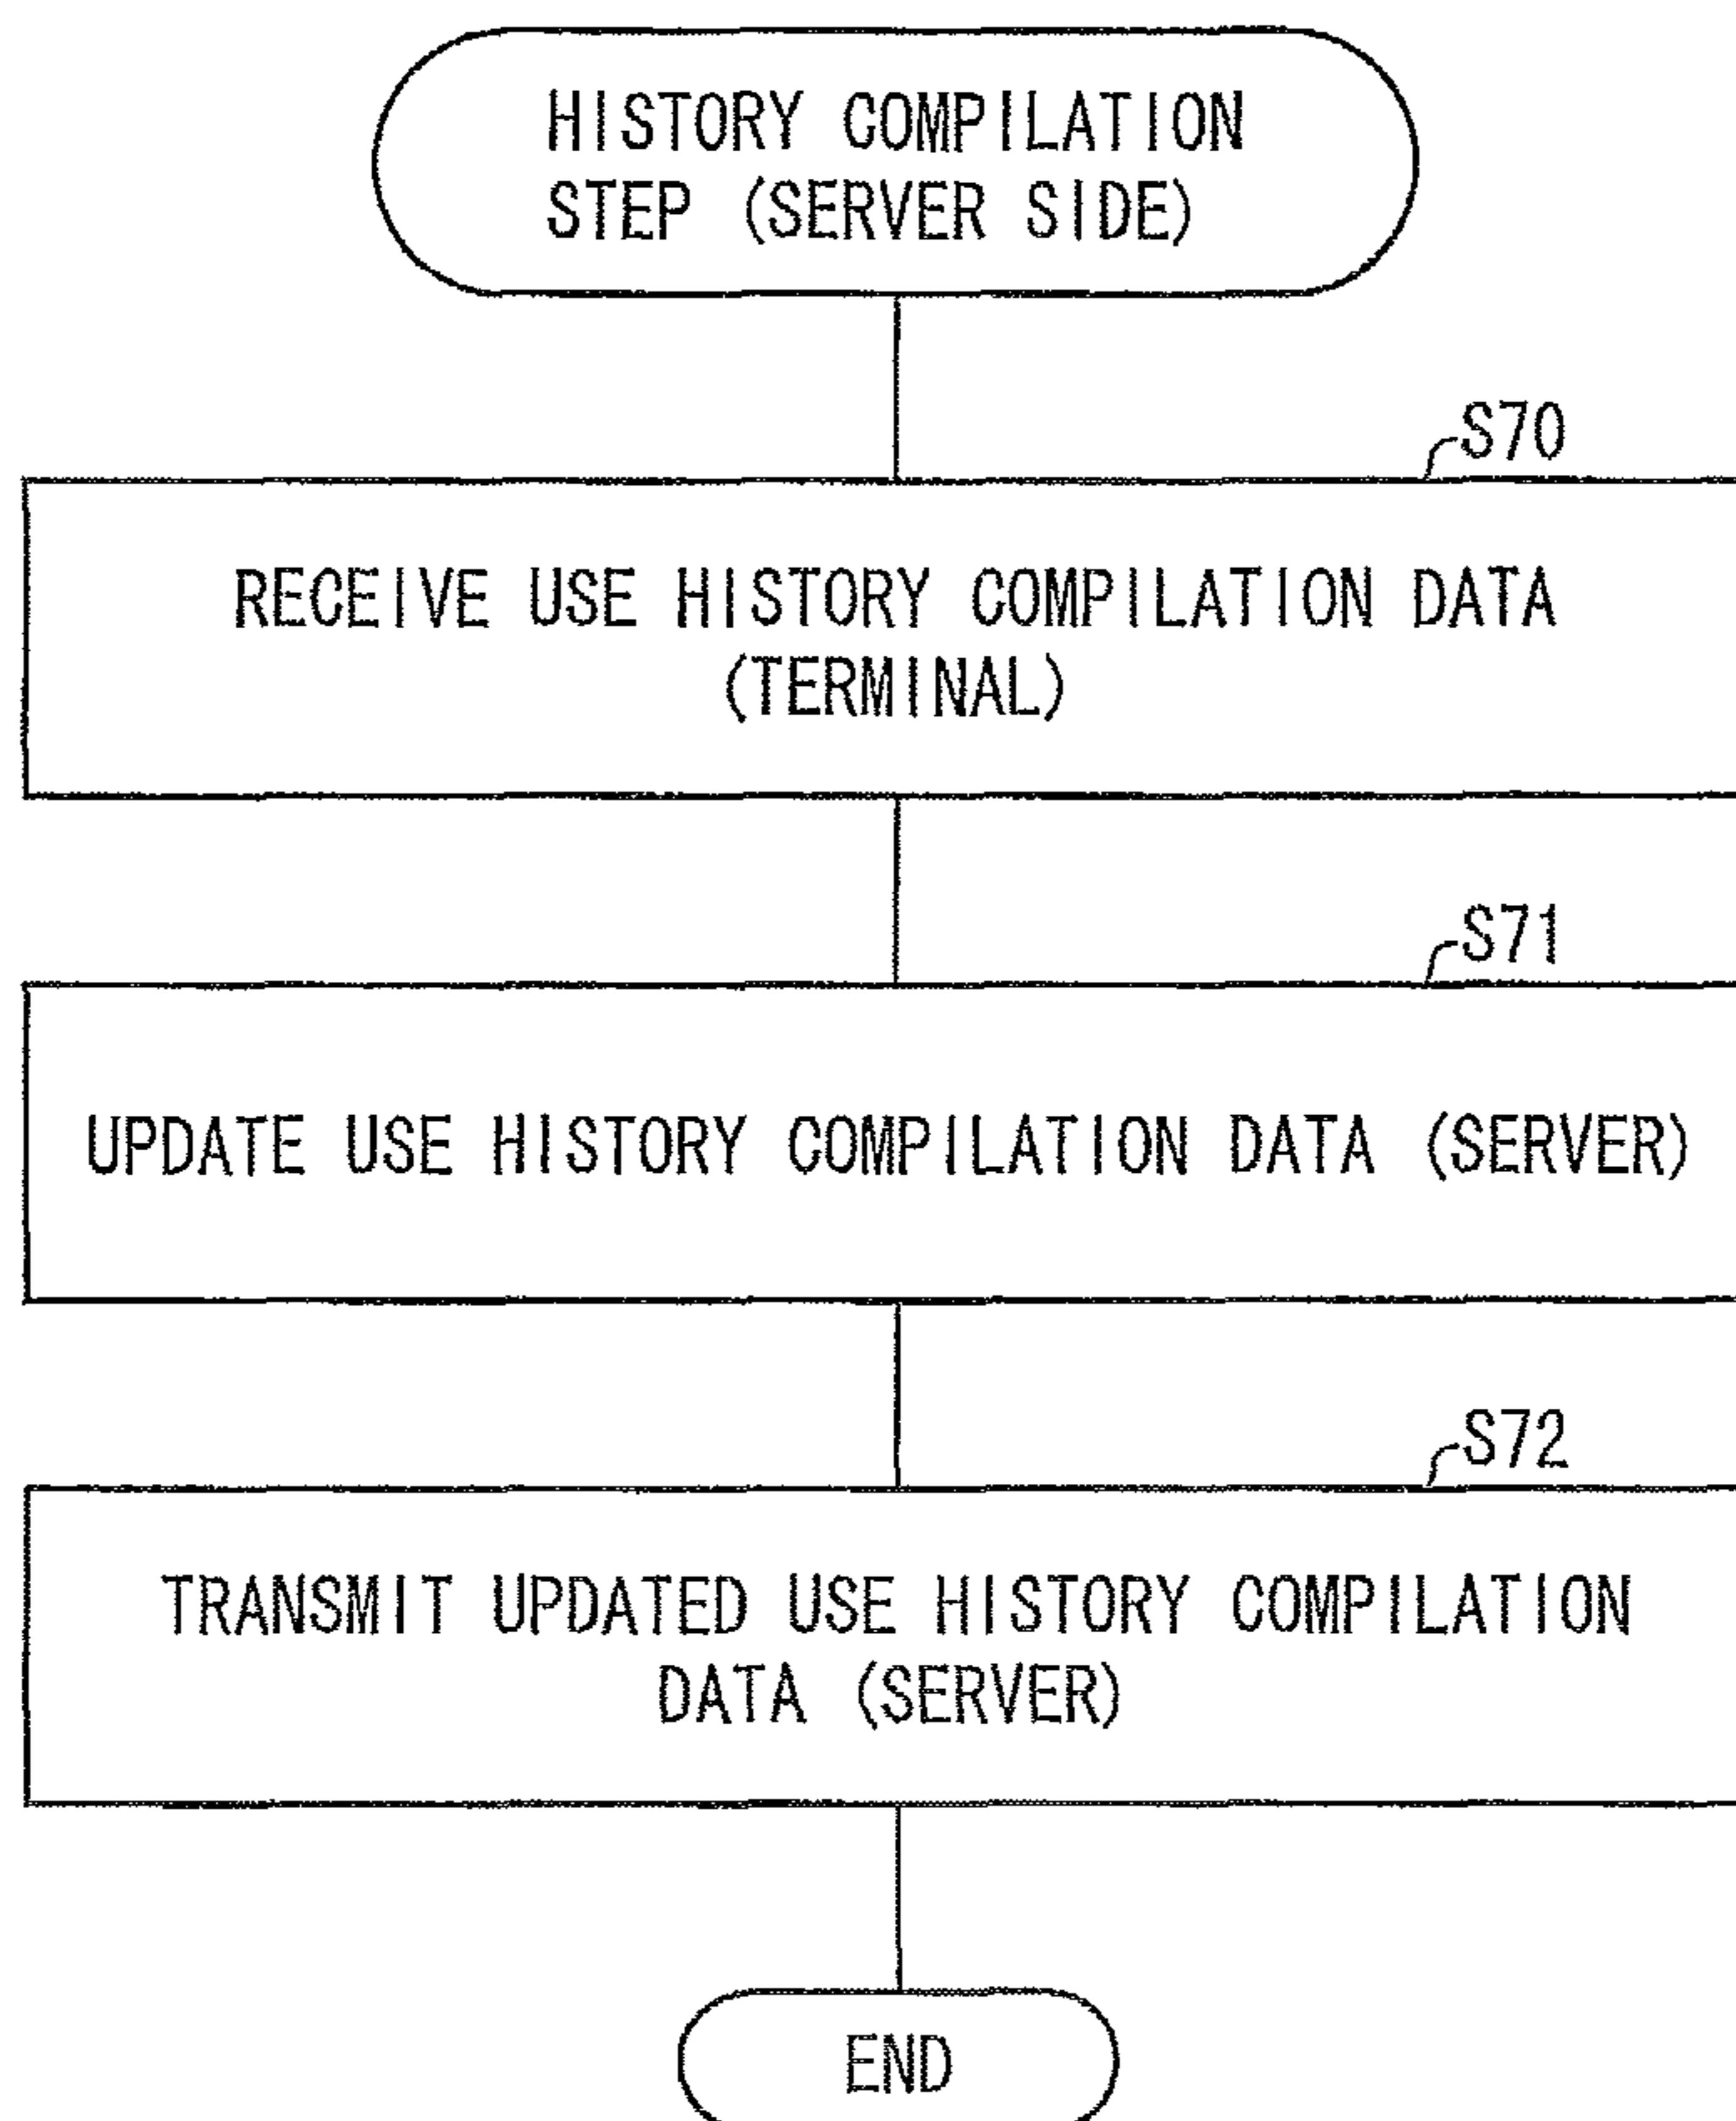 HISTORY COMPILATION
STEP (SERVER SIDE)
S70
RECEIVE USE HISTORY COMPILATION DATA
(TERMINAL)
S71
UPDATE USE HISTORY COMPILATION DATA (SERVER)
S72
TRANSMIT UPDATED USE HISTORY COMPILATION
DATA (SERVER)
END